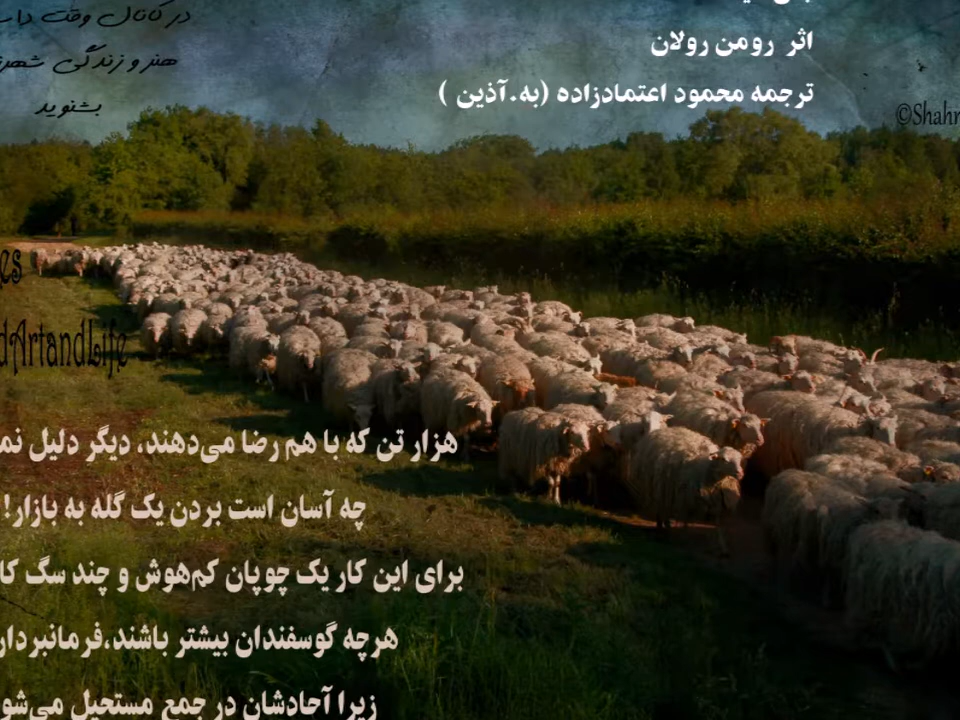 اثر رومن رولان
ترجمه محمود اعتمادزاده (به.آذین )
در کانال وقت
هنر و زندگی
بشنوید
©Shahr
es
dArtandLife
هزار تن که با هم رضا می‌دهند، دیگر دلیل نم
چه آسان است بردن یک گله به بازار!
برای این کار یک چوپان کم‌هوش و چند سگ کا
هرچه گوسفندان بیشتر باشند،فرمانبردار
زیرا آحادشان در جمع مستحیل می‌شو